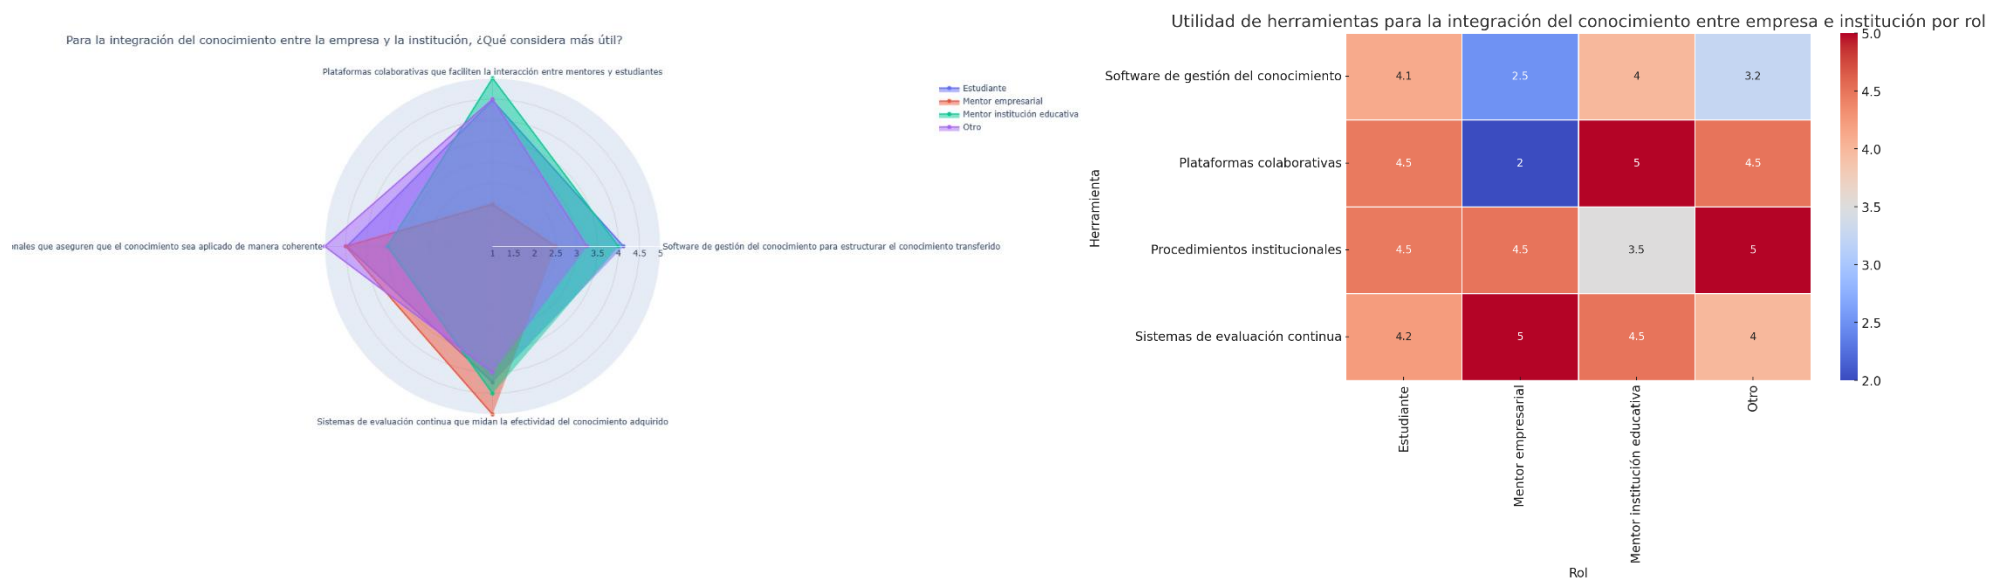 Para la integración del conocimiento entre la empresa y la institución, ¿Qué considera más útil?
Plataformas colaborativas que faciliten la interacción entre mentores y estudiantes
Estudiante
Mentor empresarial
Mentor institución educativa
Otro
onales que aseguren que el conocimiento sea aplicado de manera coherente
1 1.5 2 2.5 3 3.5 4 4.5 5
Software de gestión del conocimiento para estructurar el conocimiento transferido
Sistemas de evaluación continua que midan la efectividad del conocimiento adquirido
Utilidad de herramientas para la integración del conocimiento entre empresa e institución por rol
Herramienta
Software de gestión del conocimiento 4.1 2.5 4 3.2
Plataformas colaborativas 4.5 2 5 4.5
Procedimientos institucionales 4.5 4.5 3.5 5
Sistemas de evaluación continua 4.2 5 4.5 4
Estudiante
Mentor empresarial
Mentor institución educativa
Otro
Rol
5.0
4.5
4.0
3.5
3.0
2.5
2.0